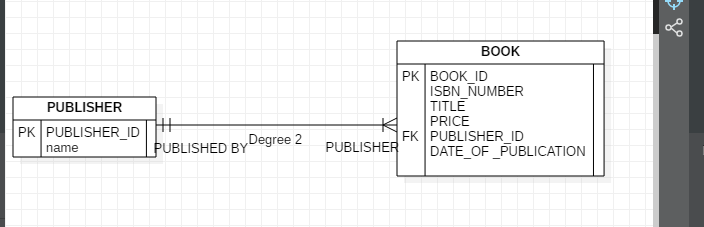 PUBLISHER
PK PUBLISHER_ID
name
PUBLISHED BY
Degree 2
PUBLISHER
BOOK
PK BOOK_ID
ISBN_NUMBER
TITLE
PRICE
FK PUBLISHER_ID
DATE_OF _PUBLICATION